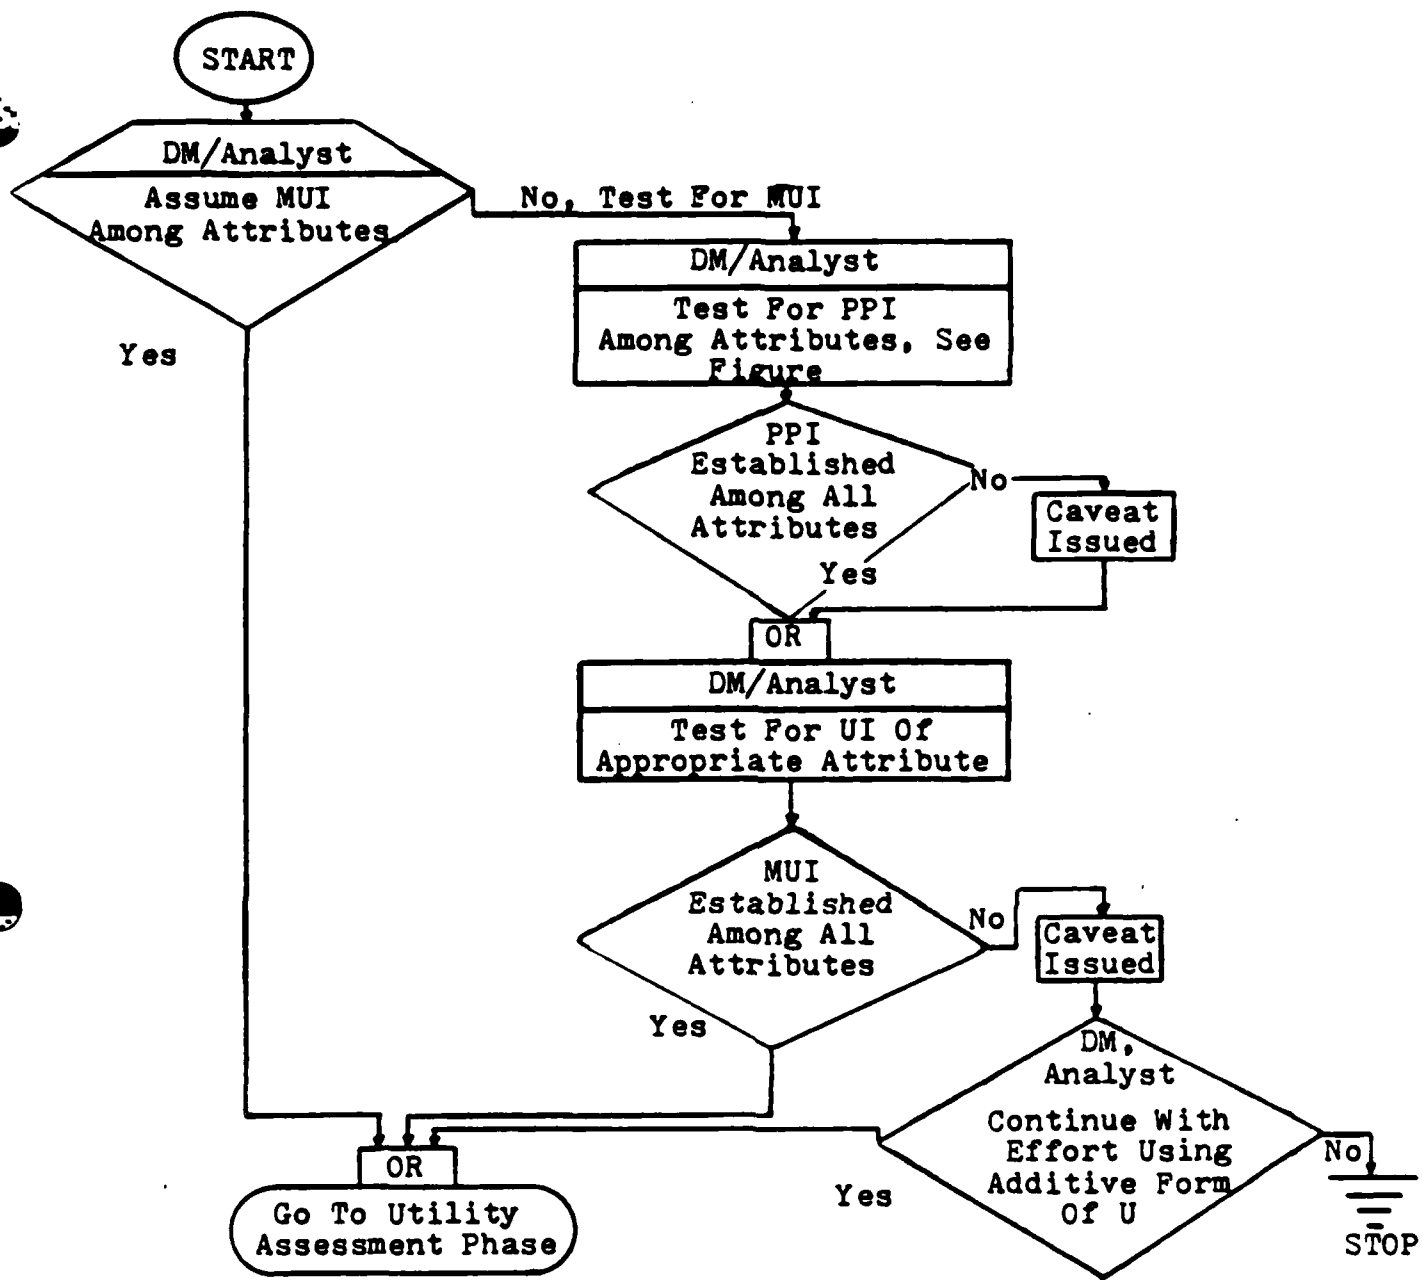 START
DM/Analyst
Assume MUI
Among Attributes
No, Test For MUI
Yes
DM/Analyst
Test For PPI
Among Attributes, See
Figure
PPI
Established
Among All
Attributes
No
Yes
Caveat
Issued
OR
DM/Analyst
Test For UI Of
Appropriate Attribute
MUI
Established
Among All
Attributes
No
Yes
Caveat
Issued
DM,
Analyst
Continue With
Effort Using
Additive Form
Of U
No
STOP
Yes
OR
Go To Utility
Assessment Phase